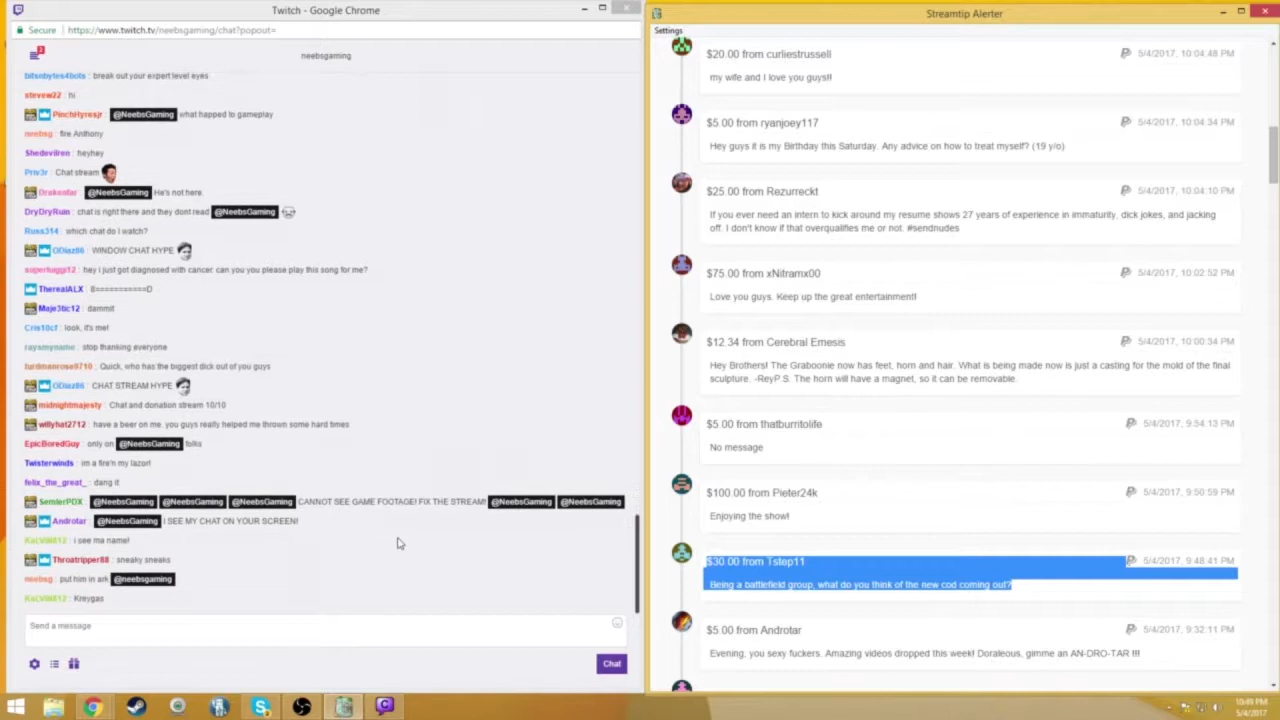 Twitch - Google Chrome
Secure https://www.twitch.tv/neebsgaming/chat?popout=
neebsgaming
bitsnbytes4bots : break out your expert level eyes
stevew22 : hi
PinchHyresjr : @NeebsGaming what happed to gameplay
neebsg : fire Anthony
Shedevilren : heyhey
Priv3r : Chat stream
Drakenfar : @NeebsGaming He's not here.
DryDryRuin : chat is right there and they dont read @NeebsGaming
Russ314 : which chat do I watch?
ODiaz86 : WINDOW CHAT HYPE
superluggi12 : hey i just got diagnosed with cancer. can you you please play this song for me?
TherealALX : 8===========D
Maje3tic12 : dammit
Cris10cf : look, it's me!
raysmyname : stop thanking everyone
turdmanrose9710 : Quick, who has the biggest dick out of you guys
ODiaz86 : CHAT STREAM HYPE
midnightmajesty : Chat and donation stream 10/10
willyhat2712 : have a beer on me. you guys really helped me thrown some hard times
EpicBoredGuy : only on @NeebsGaming folks
Twisterwinds : im a fire'n my lazor!
felix_the_great_ : dang it
SemlerPDX : @NeebsGaming @NeebsGaming @NeebsGaming CANNOT SEE GAME FOOTAGE! FIX THE STREAM! @NeebsGaming @NeebsGaming
Androtar : @NeebsGaming I SEE MY CHAT ON YOUR SCREEN!
KaLViN812 : i see ma name!
Throatripper88 : sneaky sneaks
neebsg : put him in ark @neebsgaming
KaLViN812 : Kreygas
Send a message
Chat
Streamtip Alerter
Settings
$20.00 from curliestrussell 5/4/2017, 10:04:48 PM
my wife and I love you guys!!
$5.00 from ryanjoey117 5/4/2017, 10:04:34 PM
Hey guys it is my Birthday this Saturday. Any advice on how to treat myself? (19 y/o)
$25.00 from Rezurreckt 5/4/2017, 10:04:10 PM
If you ever need an intern to kick around my resume shows 27 years of experience in immaturity, dick jokes, and jacking
off. I don't know if that overqualifies me or not. #sendnudes
$75.00 from xNitramx00 5/4/2017, 10:02:52 PM
Love you guys. Keep up the great entertainment!
$12.34 from Cerebral Emesis 5/4/2017, 10:00:34 PM
Hey Brothers! The Graboonie now has feet, horn and hair. What is being made now is just a casting for the mold of the final
sculpture. -ReyP.S. The horn will have a magnet, so it can be removable.
$5.00 from thatburritolife 5/4/2017, 9:54:13 PM
No message
$100.00 from Pieter24k 5/4/2017, 9:50:59 PM
Enjoying the show!
$30.00 from Tstep11 5/4/2017, 9:48:41 PM
Being a battlefield group, what do you think of the new cod coming out?
$5.00 from Androtar 5/4/2017, 9:32:11 PM
Evening, you sexy fuckers. Amazing videos dropped this week! Doraleous, gimme an AN-DRO-TAR !!!
10:49 PM
5/4/2017